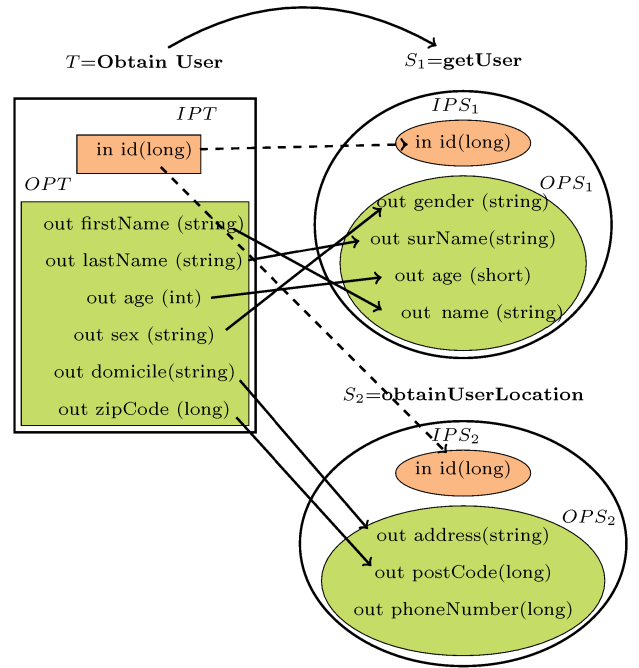 T=Obtain User
S₁=getUser
IPT
in id(long)
OPT
out firstName (string)
out lastName (string)
out age (int)
out sex (string)
out domicile(string)
out zipCode (long)
IPS₁
in id(long)
OPS₁
out gender (string)
out surName(string)
out age (short)
out name (string)
S₂=obtainUserLocation
IPS₂
in id(long)
OPS₂
out address(string)
out postCode(long)
out phoneNumber(long)